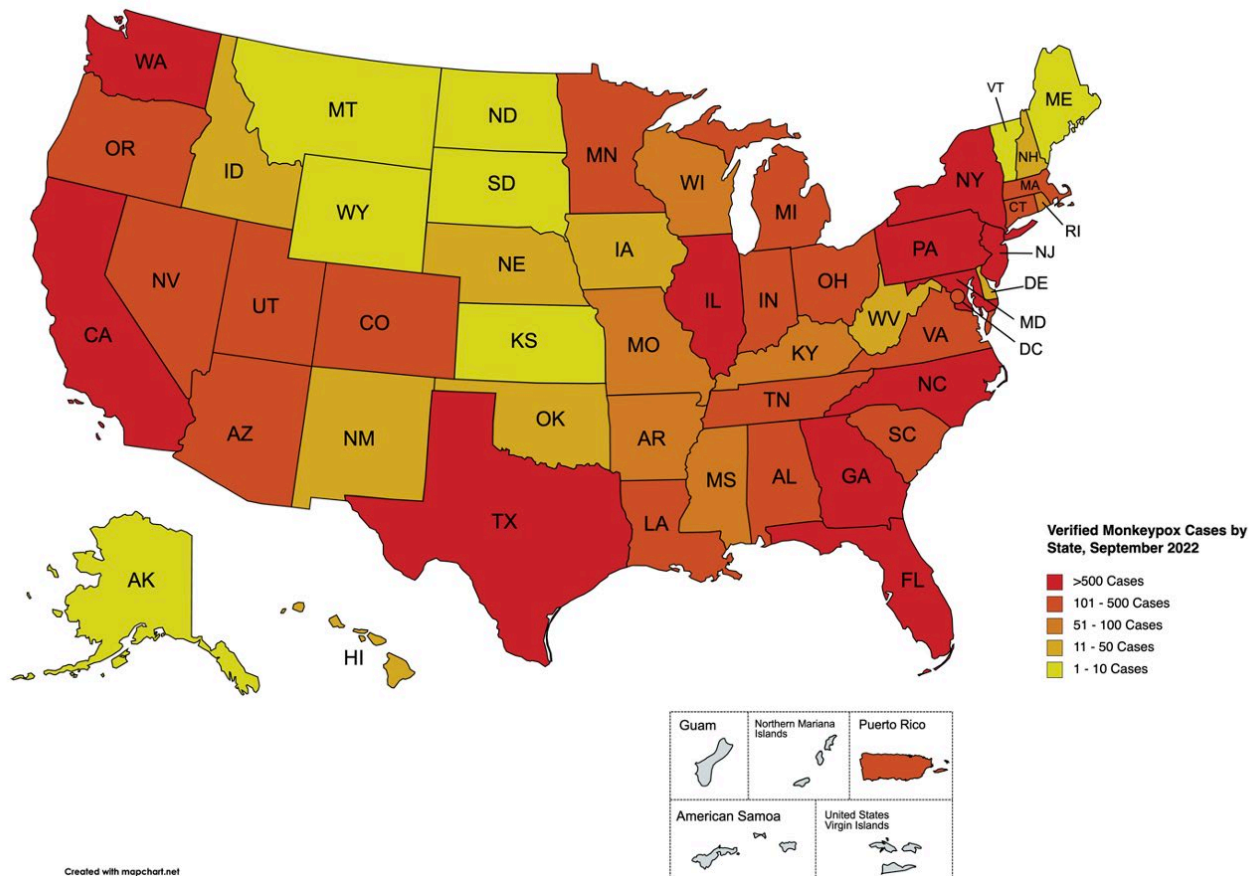 WA
MT
ND
MN
VT
ME
OR
ID
SD
WI
NH
NY
MA
WY
MI
CT
RI
PA
NJ
IA
NE
NV
UT
OH
DE
IL
IN
CA
CO
WV
MD
KS
MO
VA
KY
DC
NC
TN
AZ
NM
OK
AR
SC
MS
AL
GA
TX
LA
Verified Monkeypox Cases by
State, September 2022
AK
FL
>500 Cases
101 - 500 Cases
51 - 100 Cases
HI
11 - 50 Cases
1 - 10 Cases
Guam
Northern Mariana
Islands
Puerto Rico
American Samoa
United States
Virgin Islands
Created with mapchart.net